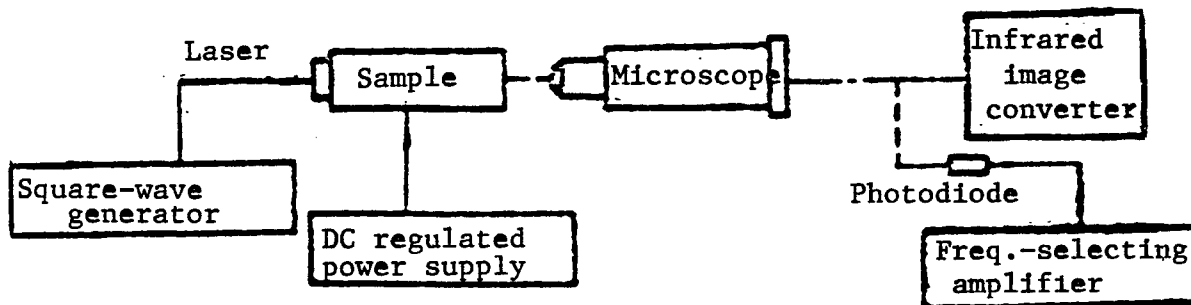 Laser
Sample
Microscope
Infrared
image
converter
Square-wave
generator
DC regulated
power supply
Photodiode
Freq.-selecting
amplifier